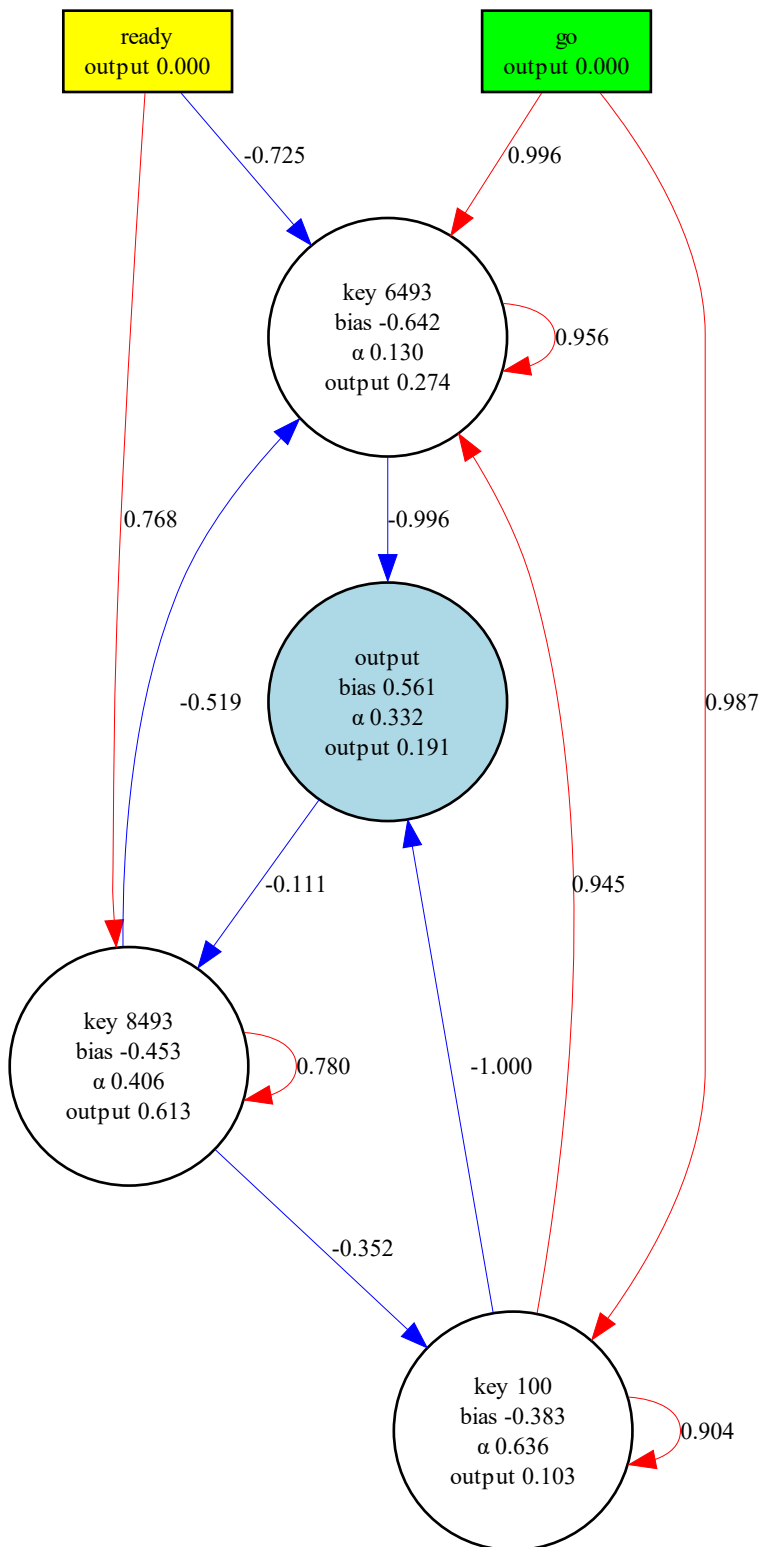 ready
output 0.000
go
output 0.000
-0.725
0.996
key 6493
bias -0.642
α 0.130
output 0.274
0.956
0.768
-0.996
-0.519
output
bias 0.561
α 0.332
output 0.191
0.987
-0.111
0.945
key 8493
bias -0.453
α 0.406
output 0.613
0.780
-1.000
-0.352
key 100
bias -0.383
α 0.636
output 0.103
0.904